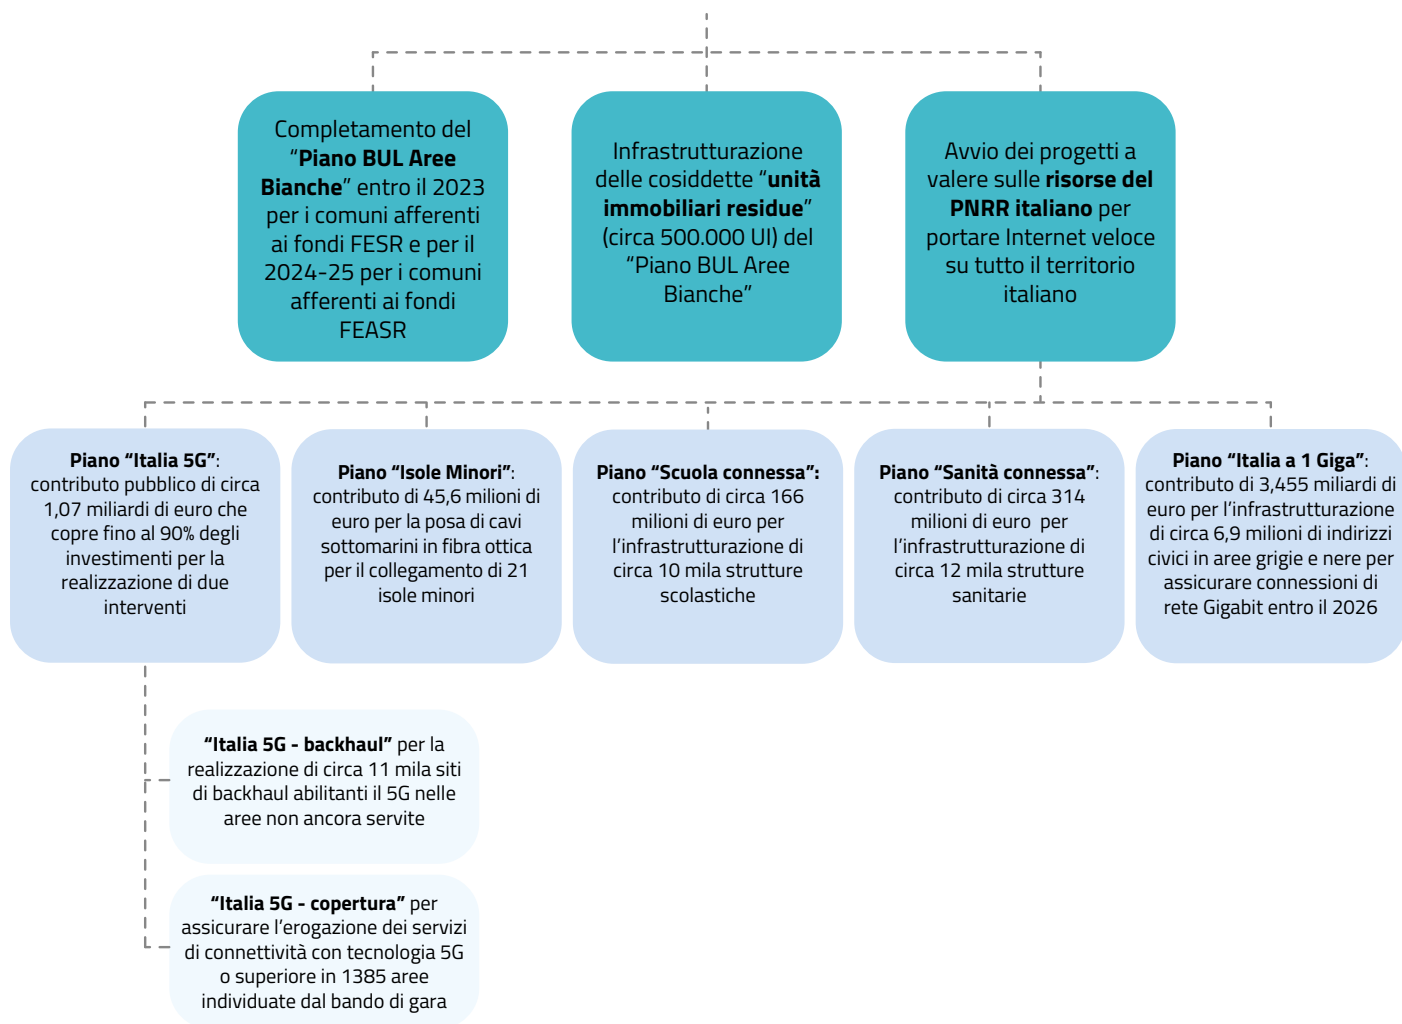 Completamento del
“Piano BUL Aree
Bianche” entro il 2023
per i comuni afferenti
ai fondi FESR e per il
2024-25 per i comuni
afferenti ai fondi
FEASR
Infrastrutturazione
delle cosiddette “unità
immobiliari residue”
(circa 500.000 UI) del
“Piano BUL Aree
Bianche”
Avvio dei progetti a
valere sulle risorse del
PNRR italiano per
portare Internet veloce
su tutto il territorio
italiano
Piano “Italia 5G”:
contributo pubblico di circa
1,07 miliardi di euro che
copre fino al 90% degli
investimenti per la
realizzazione di due
interventi
Piano “Isole Minori”:
contributo di 45,6 milioni di
euro per la posa di cavi
sottomarini in fibra ottica
per il collegamento di 21
isole minori
Piano “Scuola connessa”:
contributo di circa 166
milioni di euro per
l’infrastrutturazione di
circa 10 mila strutture
scolastiche
Piano “Sanità connessa”:
contributo di circa 314
milioni di euro per
l’infrastrutturazione di
circa 12 mila strutture
sanitarie
Piano “Italia a 1 Giga”:
contributo di 3,455 miliardi di
euro per l’infrastrutturazione
di circa 6,9 milioni di indirizzi
civici in aree grigie e nere per
assicurare connessioni di
rete Gigabit entro il 2026
“Italia 5G - backhaul” per la
realizzazione di circa 11 mila siti
di backhaul abilitanti il 5G nelle
aree non ancora servite
“Italia 5G - copertura” per
assicurare l’erogazione dei servizi
di connettività con tecnologia 5G
o superiore in 1385 aree
individuate dal bando di gara